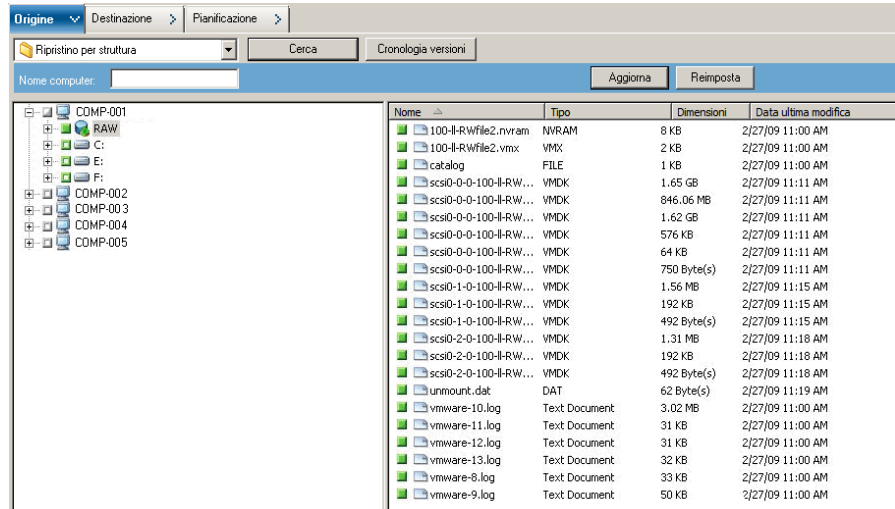 Origine Destinazione Pianificazione
Ripristino per struttura Cerca Cronologia versioni
Nome computer: Aggiorna Reimposta
COMP-001
RAW
C:
E:
F:
COMP-002
COMP-003
COMP-004
COMP-005
Nome Tipo Dimensioni Data ultima modifica
100-ll-RWfile2.nvram NVRAM 8 KB 2/27/09 11:00 AM
100-ll-RWfile2.vmx VMX 2 KB 2/27/09 11:00 AM
catalog FILE 1 KB 2/27/09 11:00 AM
scsi0-0-0-100-ll-RW... VMDK 1.65 GB 2/27/09 11:11 AM
scsi0-0-0-100-ll-RW... VMDK 846.06 MB 2/27/09 11:11 AM
scsi0-0-0-100-ll-RW... VMDK 1.62 GB 2/27/09 11:11 AM
scsi0-0-0-100-ll-RW... VMDK 576 KB 2/27/09 11:11 AM
scsi0-0-0-100-ll-RW... VMDK 64 KB 2/27/09 11:11 AM
scsi0-0-0-100-ll-RW... VMDK 750 Byte(s) 2/27/09 11:11 AM
scsi0-1-0-100-ll-RW... VMDK 1.56 MB 2/27/09 11:15 AM
scsi0-1-0-100-ll-RW... VMDK 192 KB 2/27/09 11:15 AM
scsi0-1-0-100-ll-RW... VMDK 492 Byte(s) 2/27/09 11:15 AM
scsi0-2-0-100-ll-RW... VMDK 1.31 MB 2/27/09 11:18 AM
scsi0-2-0-100-ll-RW... VMDK 192 KB 2/27/09 11:18 AM
scsi0-2-0-100-ll-RW... VMDK 492 Byte(s) 2/27/09 11:18 AM
unmount.dat DAT 62 Byte(s) 2/27/09 11:19 AM
vmware-10.log Text Document 3.02 MB 2/27/09 11:00 AM
vmware-11.log Text Document 31 KB 2/27/09 11:00 AM
vmware-12.log Text Document 31 KB 2/27/09 11:00 AM
vmware-13.log Text Document 32 KB 2/27/09 11:00 AM
vmware-8.log Text Document 33 KB 2/27/09 11:00 AM
vmware-9.log Text Document 50 KB 2/27/09 11:00 AM